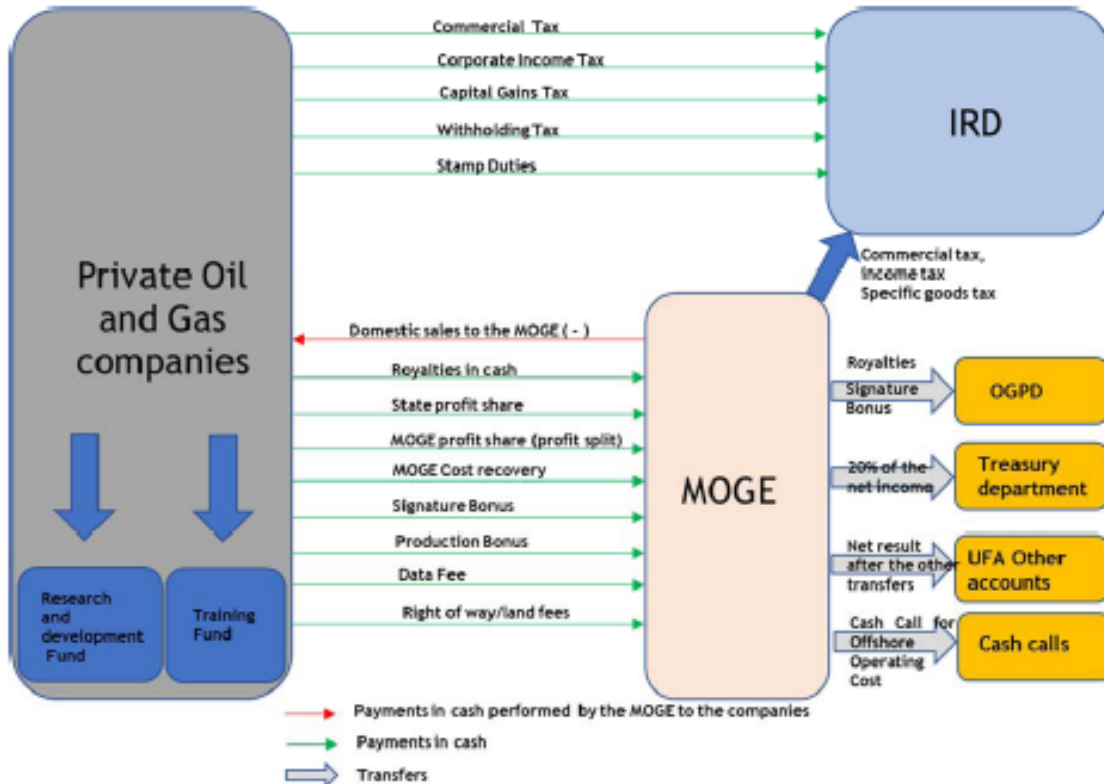 Commercial Tax
Corporate Income Tax
Capital Gains Tax
Withholding Tax
Stamp Duties
IRD
Private Oil
and Gas
companies
Commercial tax,
income tax
Specific goods tax
Domestic sales to the MOGE ( - )
Royalties in cash
State profit share
MOGE profit share (profit split)
MOGE Cost recovery
Signature Bonus
Production Bonus
Data Fee
Right of way/land fees
MOGE
Royalties
Signature
Bonus
OGPD
20% of the
net income
Treasury
department
Net result
after the other
transfers
UFA Other
accounts
Cash Call for
Offshore
Operating
Cost
Cash calls
Research
and
development
Fund
Training
Fund
Payments in cash performed by the MOGE to the companies
Payments in cash
Transfers